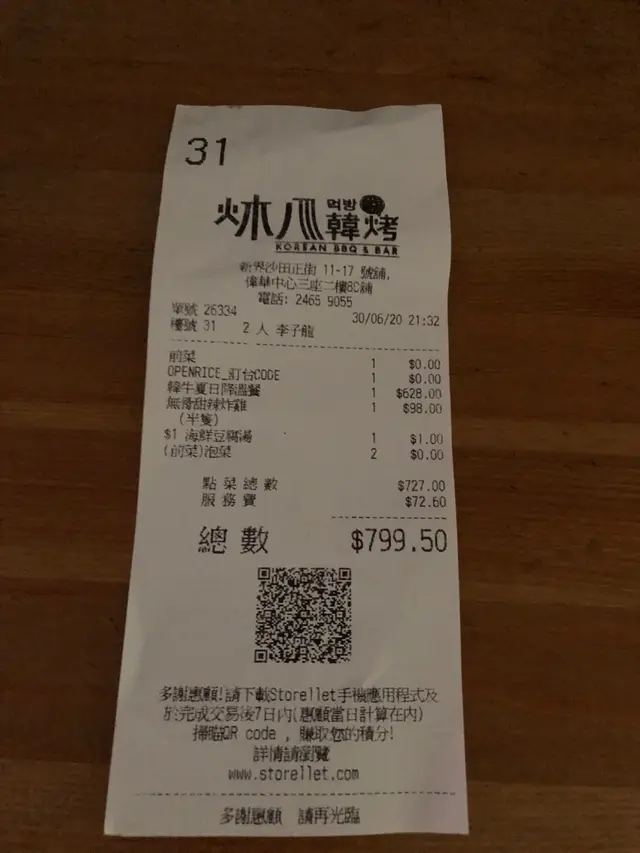 31
炑八爪 먹방 韓烤
KOREAN BBQ & BAR
新界沙田正街 11-17 號舖,
偉華中心三座二樓8C舖
電話: 2465 9055
單號 26334 30/06/20 21:32
檯號 31 2 人 李子龍
前菜 1 $0.00
OPENRICE_訂台CODE 1 $0.00
韓牛夏日降溫餐 1 $628.00
無骨甜辣炸雞 1 $98.00
(半隻)
$1 海鮮豆腐湯 1 $1.00
(前菜)泡菜 2 $0.00
點菜總數 $727.00
服務費 $72.60
總數 $799.50
多謝惠顧!請下載Storellet手機應用程式及
於完成交易後7日內(惠顧當日計算在內)
掃瞄QR code , 賺取您的積分!
詳情請瀏覽
www.storellet.com
多謝惠顧 請再光臨